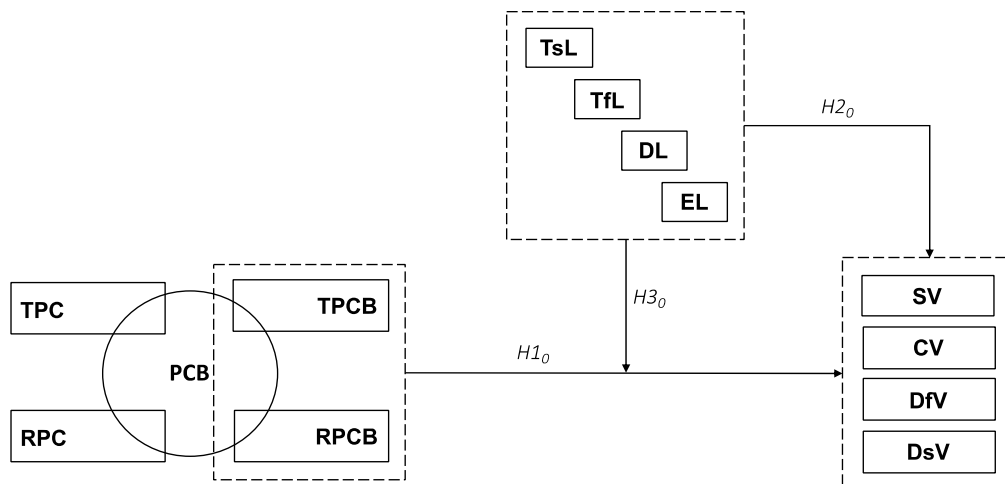 TsL
TfL
DL
EL
H2₀
H3₀
TPC
TPCB
PCB
H1₀
RPC
RPCB
SV
CV
DfV
DsV